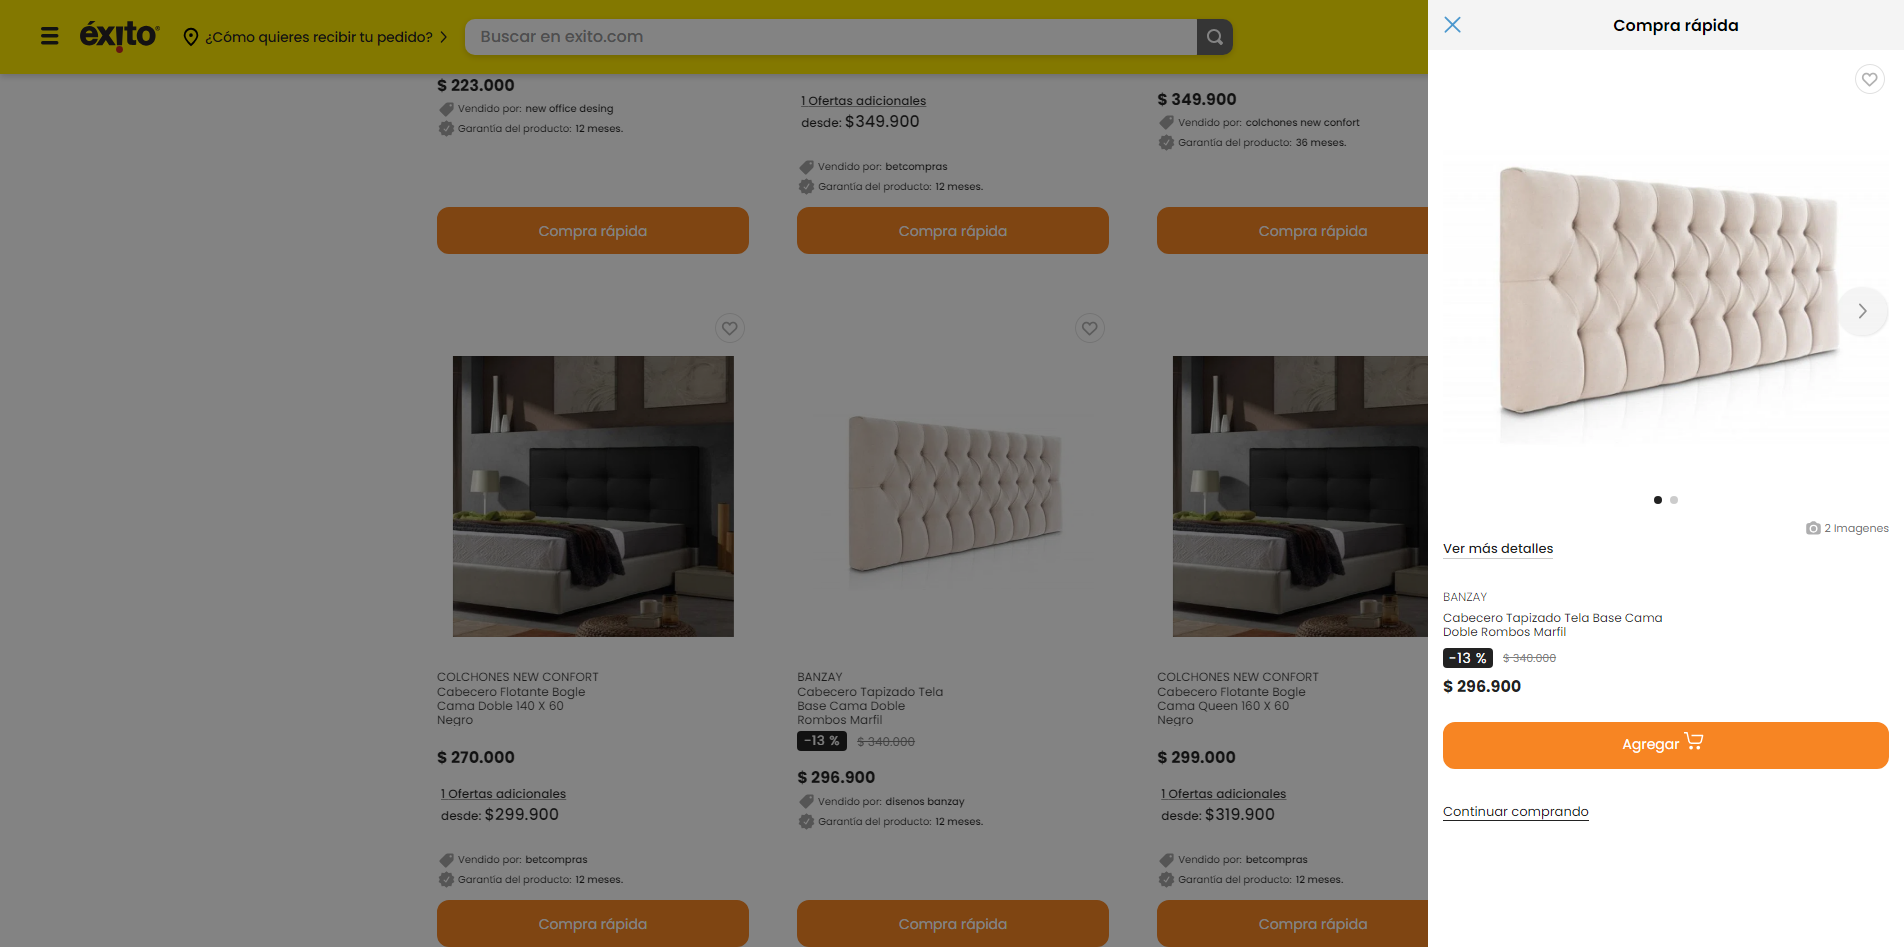 éxito
¿Cómo quieres recibir tu pedido?
Buscar en exito.com
$ 223.000
Vendido por: new office desing
Garantía del producto: 12 meses.
Compra rápida
1 Ofertas adicionales
desde: $349.900
Vendido por: betcompras
Garantía del producto: 12 meses.
Compra rápida
$ 349.900
Vendido por: colchones new confort
Garantía del producto: 36 meses.
Compra rápida
COLCHONES NEW CONFORT
Cabecero Flotante Bogle
Cama Doble 140 X 60
Negro
$ 270.000
1 Ofertas adicionales
desde: $299.900
Vendido por: betcompras
Garantía del producto: 12 meses.
Compra rápida
BANZAY
Cabecero Tapizado Tela
Base Cama Doble
Rombos Marfil
-13 % $ 340.000
$ 296.900
Vendido por: disenos banzay
Garantía del producto: 12 meses.
Compra rápida
COLCHONES NEW CONFORT
Cabecero Flotante Bogle
Cama Queen 160 X 60
Negro
$ 299.000
1 Ofertas adicionales
desde: $319.900
Vendido por: betcompras
Garantía del producto: 12 meses.
Compra rápida
Compra rápida
2 Imagenes
Ver más detalles
BANZAY
Cabecero Tapizado Tela Base Cama
Doble Rombos Marfil
-13 % $ 340.000
$ 296.900
Agregar
Continuar comprando